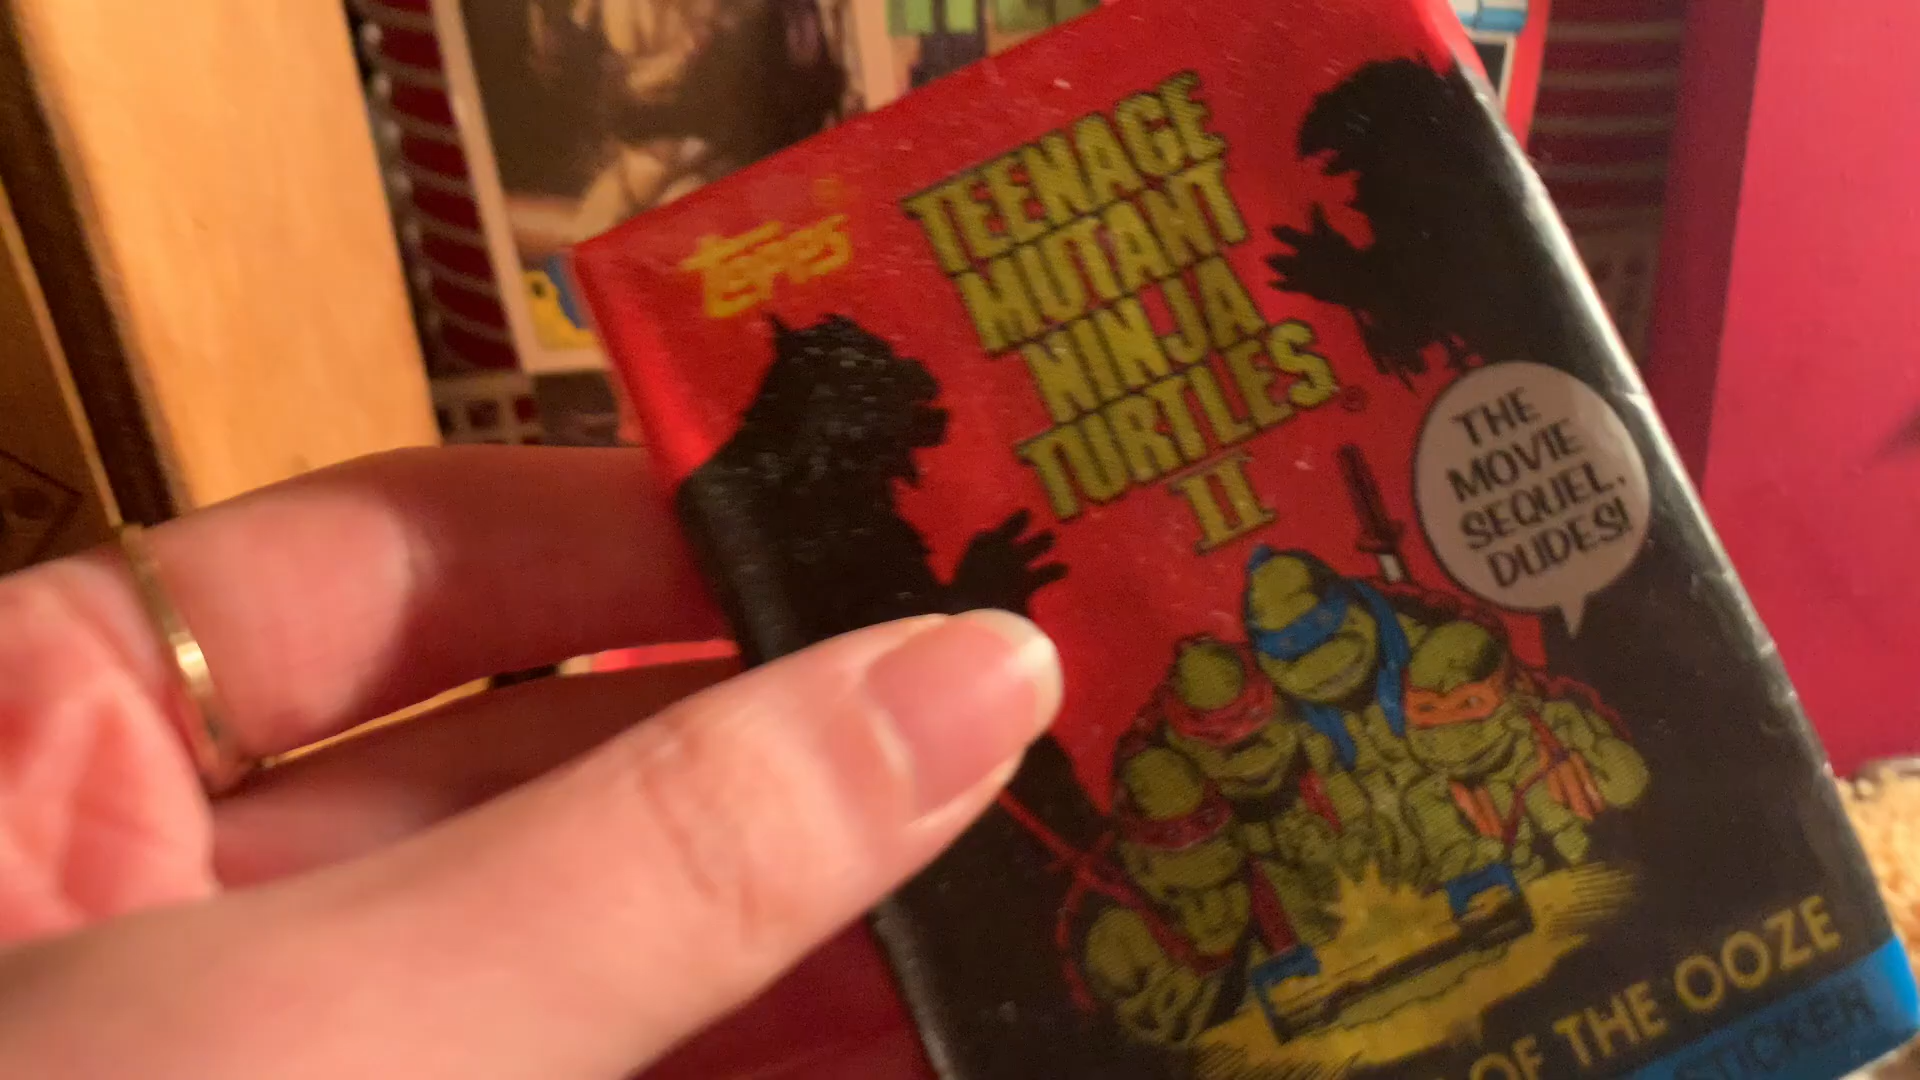 TOPPS
TEENAGE
MUTANT
NINJA
TURTLES
II
THE
MOVIE
SEQUEL,
DUDES!
OF THE OOZE
STICKER